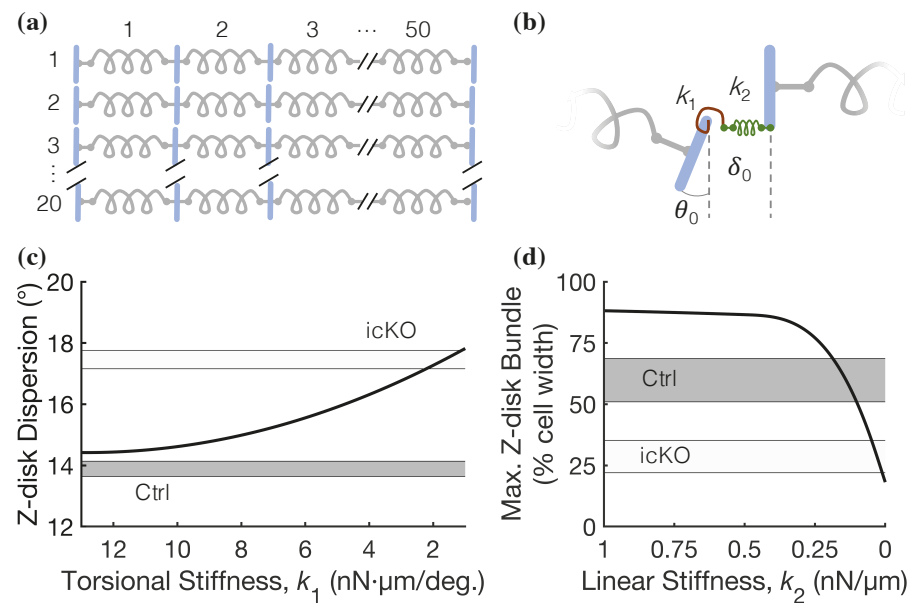 (a)
1 2 3 ... 50
1
2
3
⋮
20
(b)
k₁ k₂
δ₀
θ₀
(c)
Z-disk Dispersion (°)
20
18
16
14
12
icKO
Ctrl
12 10 8 6 4 2
Torsional Stiffness, k₁ (nN·µm/deg.)
(d)
Max. Z-disk Bundle
(% cell width)
100
75
50
25
0
Ctrl
icKO
1 0.75 0.5 0.25 0
Linear Stiffness, k₂ (nN/µm)